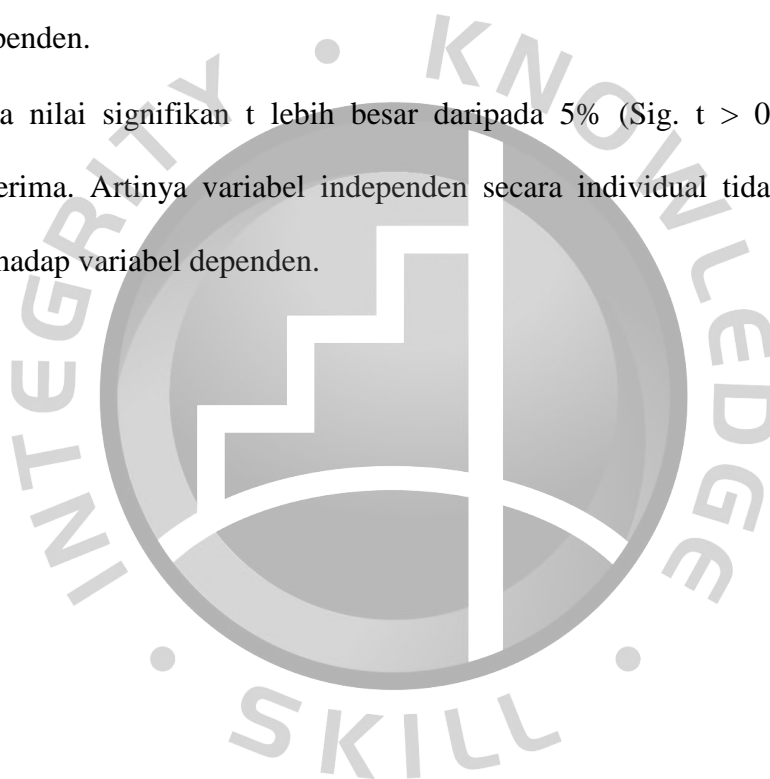 penden.
a nilai signifikan t lebih besar daripada 5% (Sig. t > 0
erima. Artinya variabel independen secara individual tida
hadap variabel dependen.
INTEGRITY • KNOWLEDGE • SKILL •